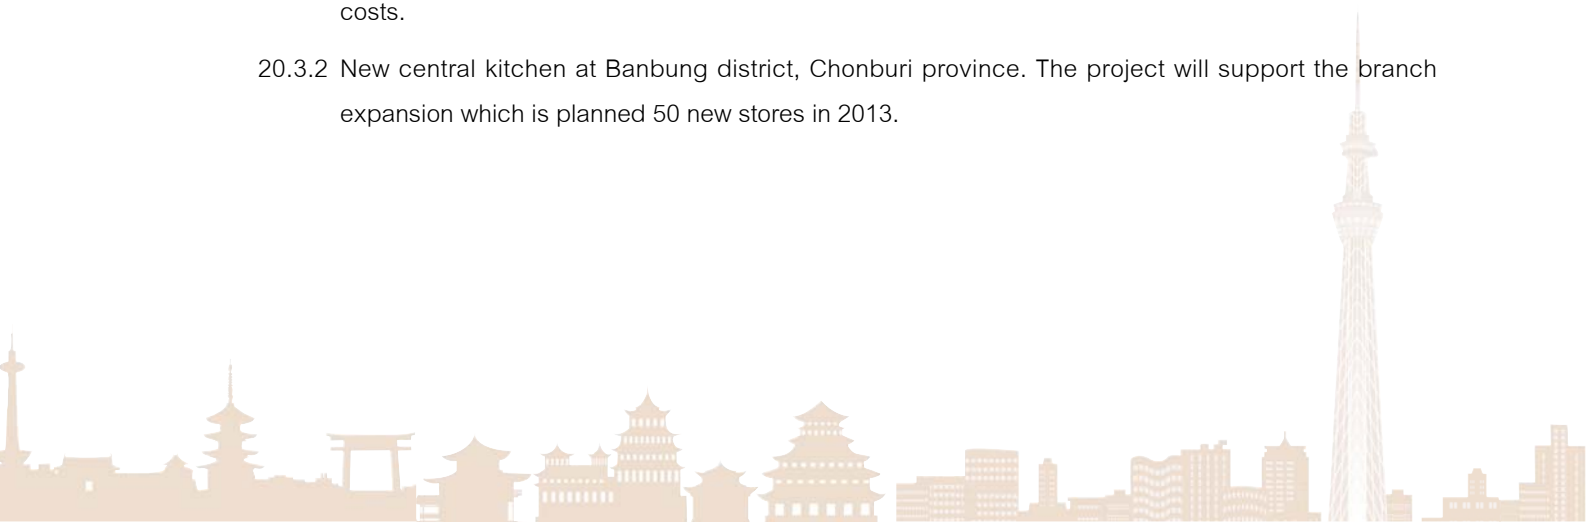 costs.
20.3.2 New central kitchen at Banbung district, Chonburi province. The project will support the branch
expansion which is planned 50 new stores in 2013.